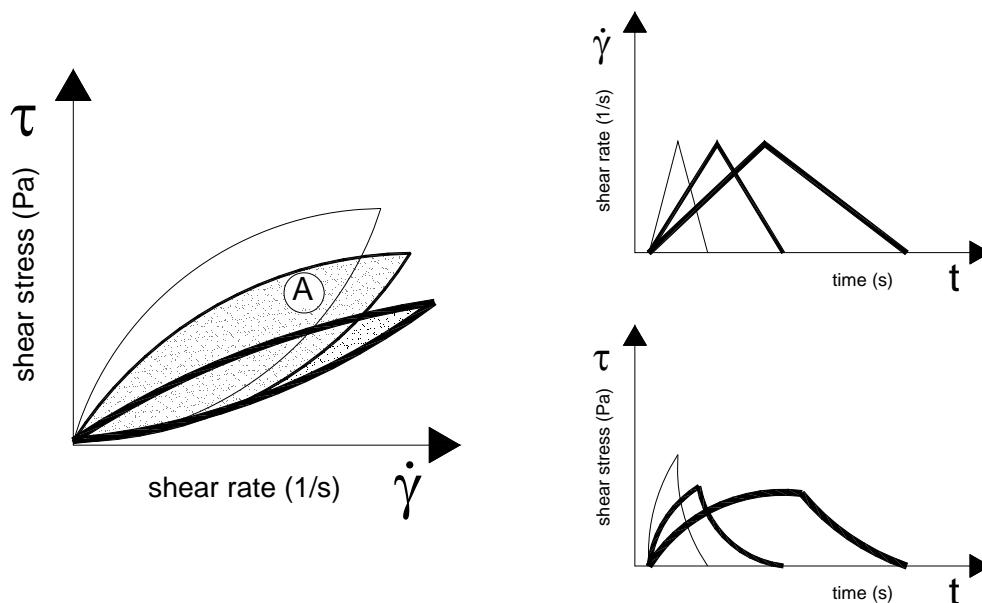 τ
shear stress (Pa)
A
shear rate (1/s)
γ̇
γ̇
shear rate (1/s)
time (s)
t
τ
shear stress (Pa)
time (s)
t